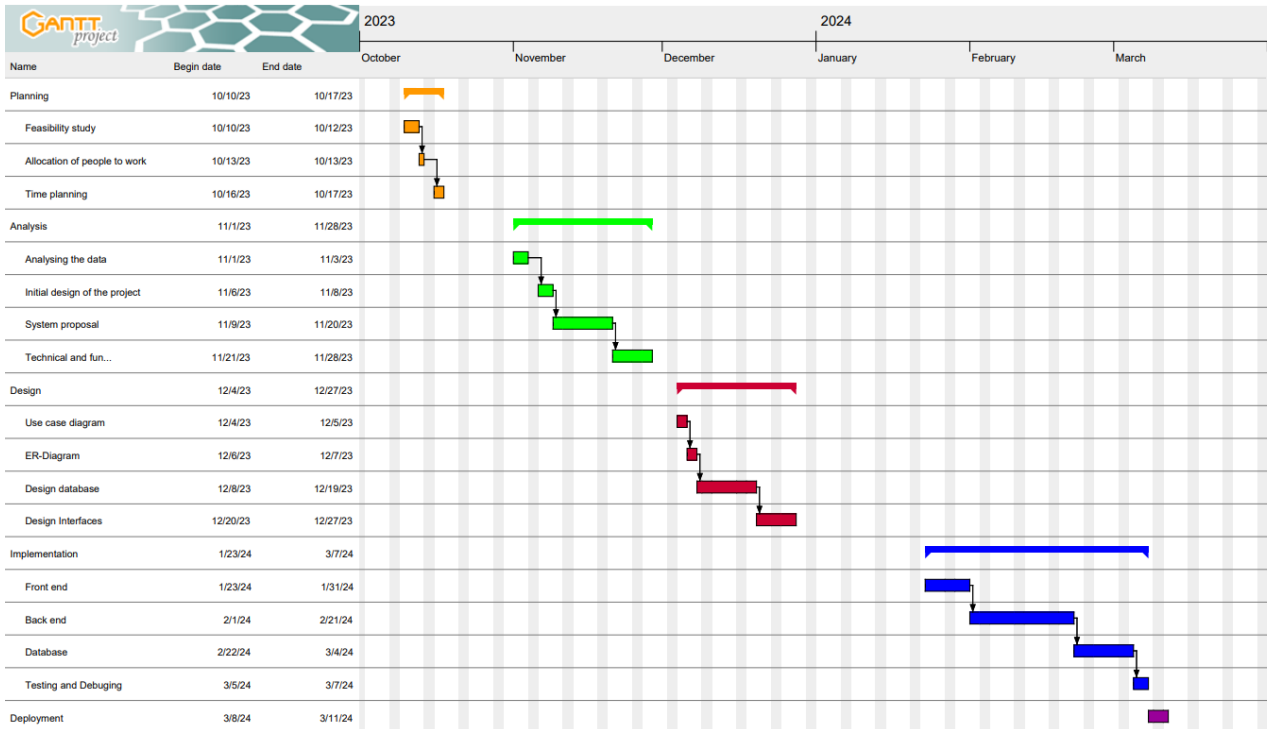 GANTT project
2023 2024
Name Begin date End date October November December January February March
Planning 10/10/23 10/17/23
Feasibility study 10/10/23 10/12/23
Allocation of people to work 10/13/23 10/13/23
Time planning 10/16/23 10/17/23
Analysis 11/1/23 11/28/23
Analysing the data 11/1/23 11/3/23
Initial design of the project 11/6/23 11/8/23
System proposal 11/9/23 11/20/23
Technical and fun... 11/21/23 11/28/23
Design 12/4/23 12/27/23
Use case diagram 12/4/23 12/5/23
ER-Diagram 12/6/23 12/7/23
Design database 12/8/23 12/19/23
Design Interfaces 12/20/23 12/27/23
Implementation 1/23/24 3/7/24
Front end 1/23/24 1/31/24
Back end 2/1/24 2/21/24
Database 2/22/24 3/4/24
Testing and Debuging 3/5/24 3/7/24
Deployment 3/8/24 3/11/24